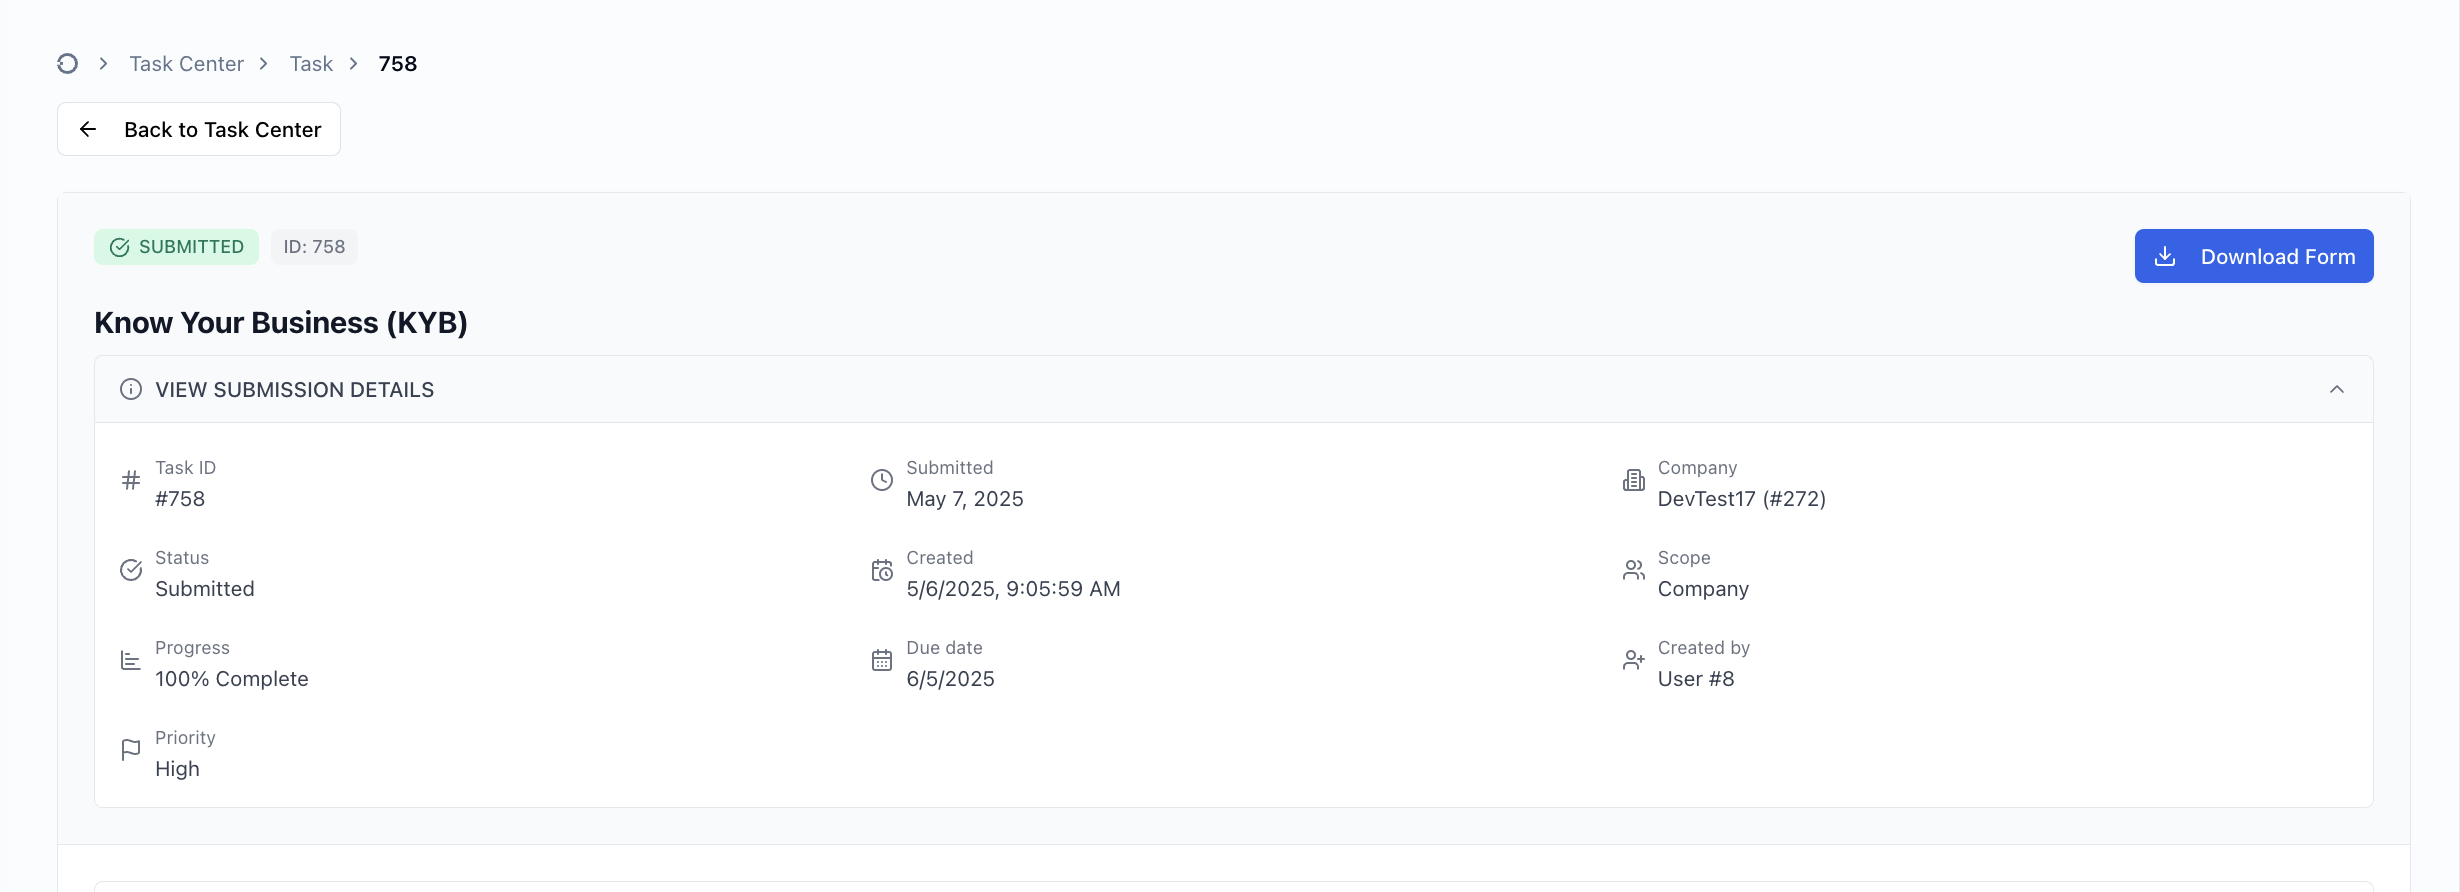 Task Center > Task > 758
Back to Task Center
SUBMITTED ID: 758
Download Form
Know Your Business (KYB)
VIEW SUBMISSION DETAILS
Task ID
#758
Submitted
May 7, 2025
Company
DevTest17 (#272)
Status
Submitted
Created
5/6/2025, 9:05:59 AM
Scope
Company
Progress
100% Complete
Due date
6/5/2025
Created by
User #8
Priority
High